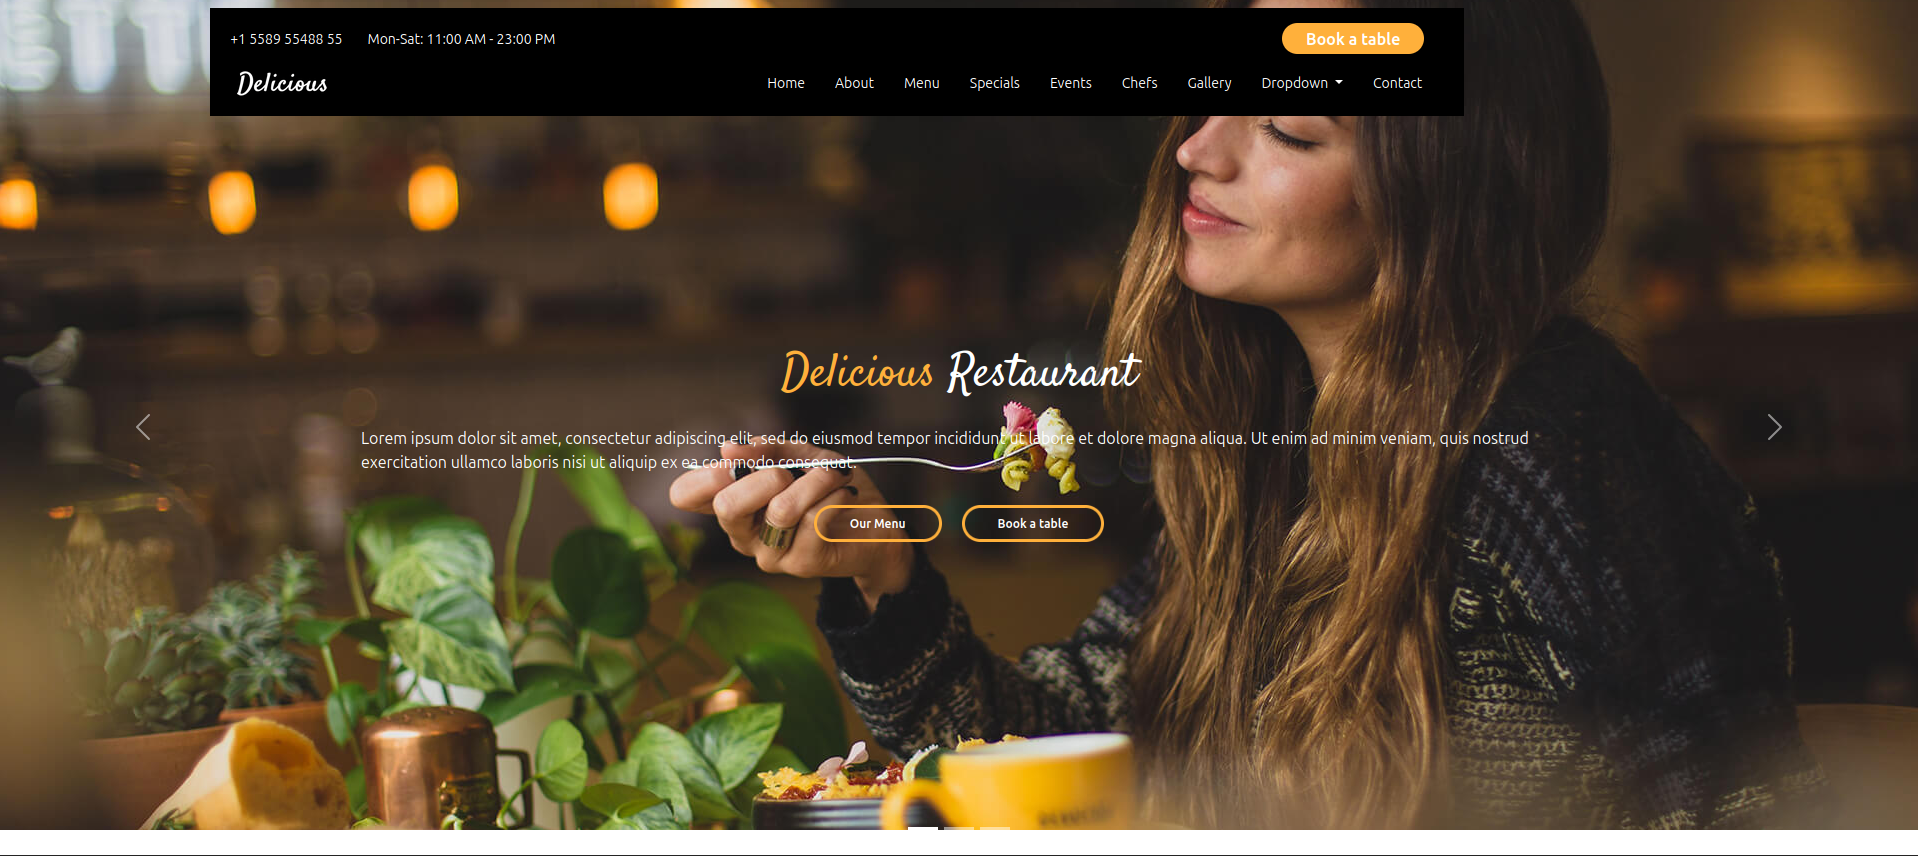 +1 5589 55488 55 Mon-Sat: 11:00 AM - 23:00 PM Book a table
Delicious Home About Menu Specials Events Chefs Gallery Dropdown Contact
Delicious Restaurant
Lorem ipsum dolor sit amet, consectetur adipiscing elit, sed do eiusmod tempor incididunt ut labore et dolore magna aliqua. Ut enim ad minim veniam, quis nostrud
exercitation ullamco laboris nisi ut aliquip ex ea commodo consequat.
Our Menu Book a table